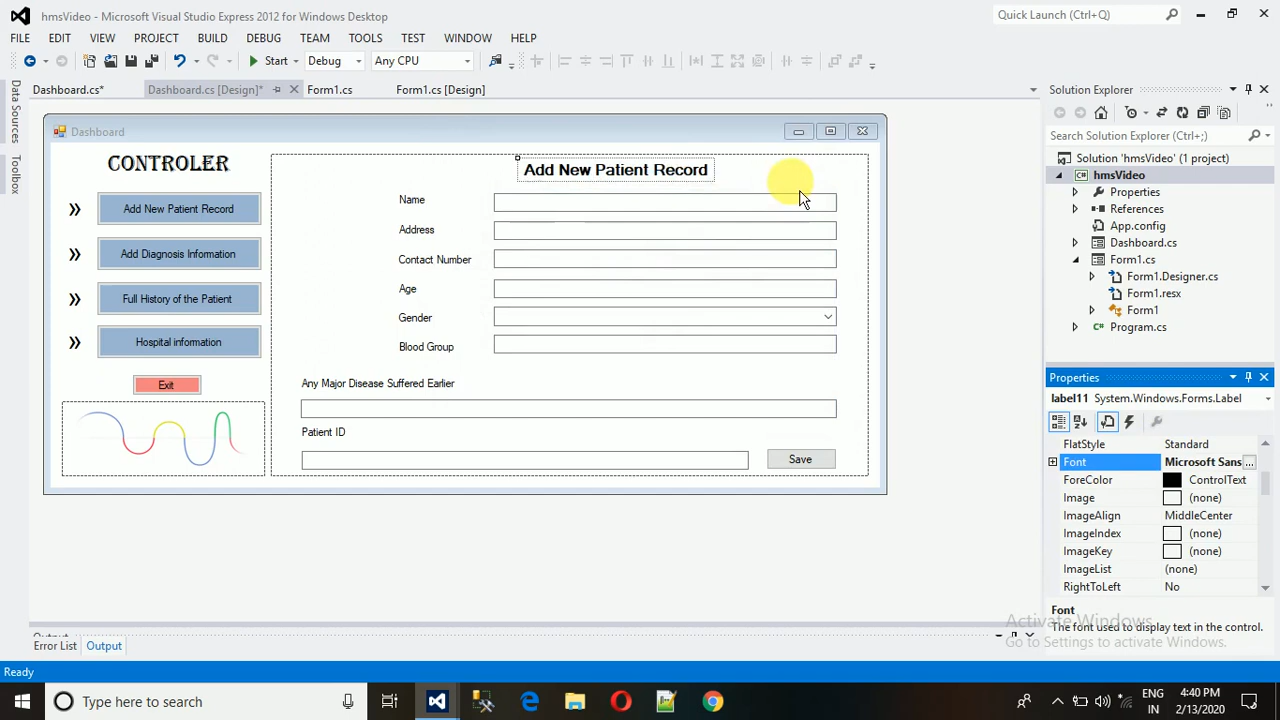 hmsVideo - Microsoft Visual Studio Express 2012 for Windows Desktop
Quick Launch (Ctrl+Q)
FILE EDIT VIEW PROJECT BUILD DEBUG TEAM TOOLS TEST WINDOW HELP
Start Debug Any CPU
Dashboard.cs* Dashboard.cs [Design]* Form1.cs Form1.cs [Design]
Data Sources
Toolbox
Dashboard
CONTROLER
Add New Patient Record
Add Diagnosis Information
Full History of the Patient
Hospital information
Exit
Add New Patient Record
Name
Address
Contact Number
Age
Gender
Blood Group
Any Major Disease Suffered Earlier
Patient ID
Save
Solution Explorer
Search Solution Explorer (Ctrl+;)
Solution 'hmsVideo' (1 project)
hmsVideo
Properties
References
App.config
Dashboard.cs
Form1.cs
Form1.Designer.cs
Form1.resx
Form1
Program.cs
Properties
label11 System.Windows.Forms.Label
FlatStyle Standard
Font Microsoft Sans
ForeColor ControlText
Image (none)
ImageAlign MiddleCenter
ImageIndex (none)
ImageKey (none)
ImageList (none)
RightToLeft No
Font
The font used to display text in the control.
Activate Windows
Go to Settings to activate Windows.
Output
Error List Output
Ready
Type here to search
ENG
IN
4:40 PM
2/13/2020